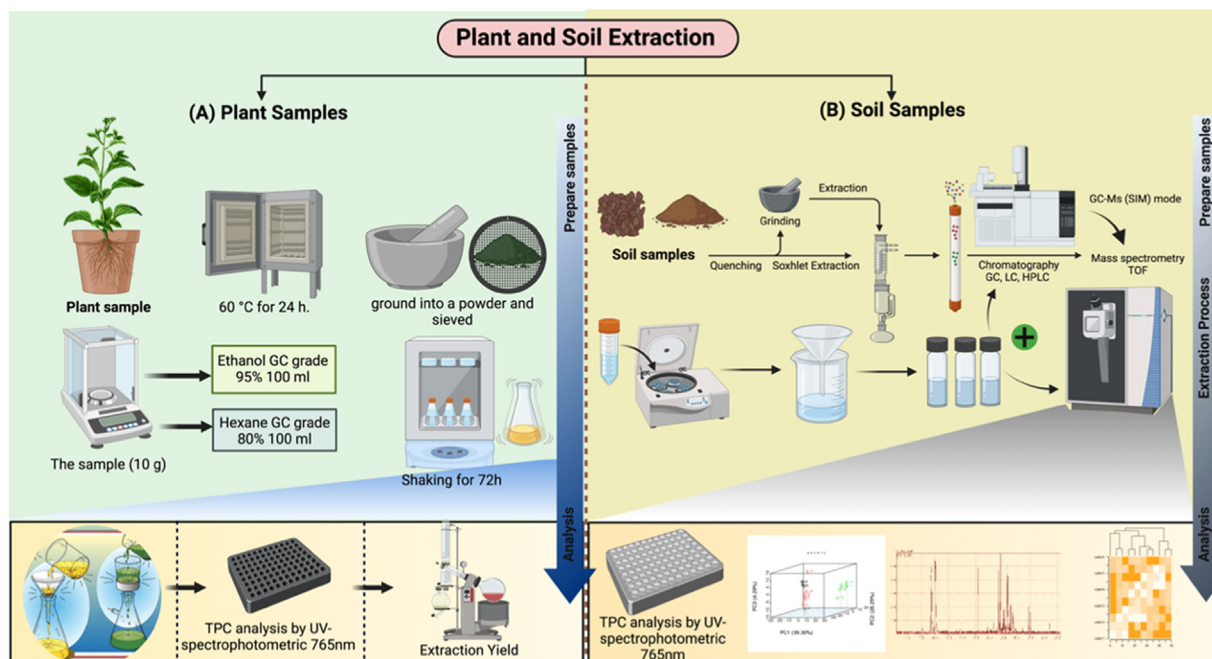 Plant and Soil Extraction
(A) Plant Samples
Plant sample
60 °C for 24 h.
ground into a powder and
sieved
Ethanol GC grade
95% 100 ml
Hexane GC grade
80% 100 ml
The sample (10 g)
Shaking for 72h
Prepare samples
Analysis
TPC analysis by UV-
spectrophotometric 765nm
Extraction Yield
(B) Soil Samples
Soil samples
Grinding
Extraction
Quenching
Soxhlet Extraction
Chromatography
GC, LC, HPLC
GC-Ms (SIM) mode
Mass spectrometry
TOF
Prepare samples
Extraction Process
Analysis
TPC analysis by UV-
spectrophotometric
765nm
PC1 (39.30%)